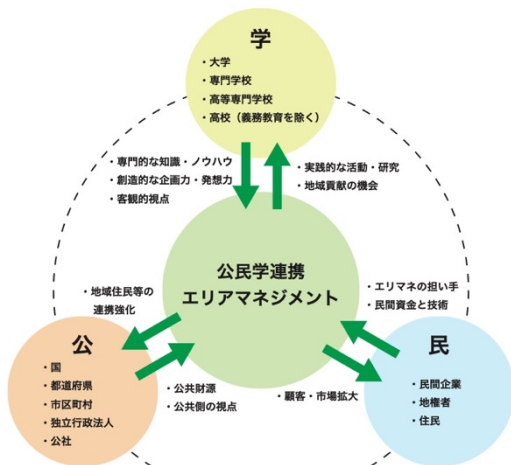 学
・大学
・専門学校
・高等専門学校
・高校（義務教育を除く）
・専門的な知識・ノウハウ
・創造的な企画力・発想力
・客観的視点
・実践的な活動・研究
・地域貢献の機会
公民学連携
エリアマネジメント
・地域住民等の
連携強化
・エリマネの担い手
・民間資金と技術
公
・国
・都道府県
・市区町村
・独立行政法人
・公社
・公共財源
・公共側の視点
・顧客・市場拡大
民
・民間企業
・地権者
・住民